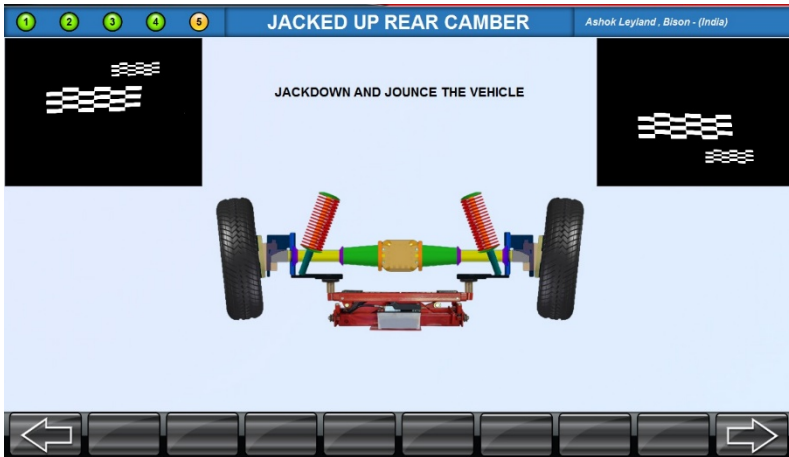 1 2 3 4 5 JACKED UP REAR CAMBER Ashok Leyland , Bison - (India)
JACKDOWN AND JOUNCE THE VEHICLE